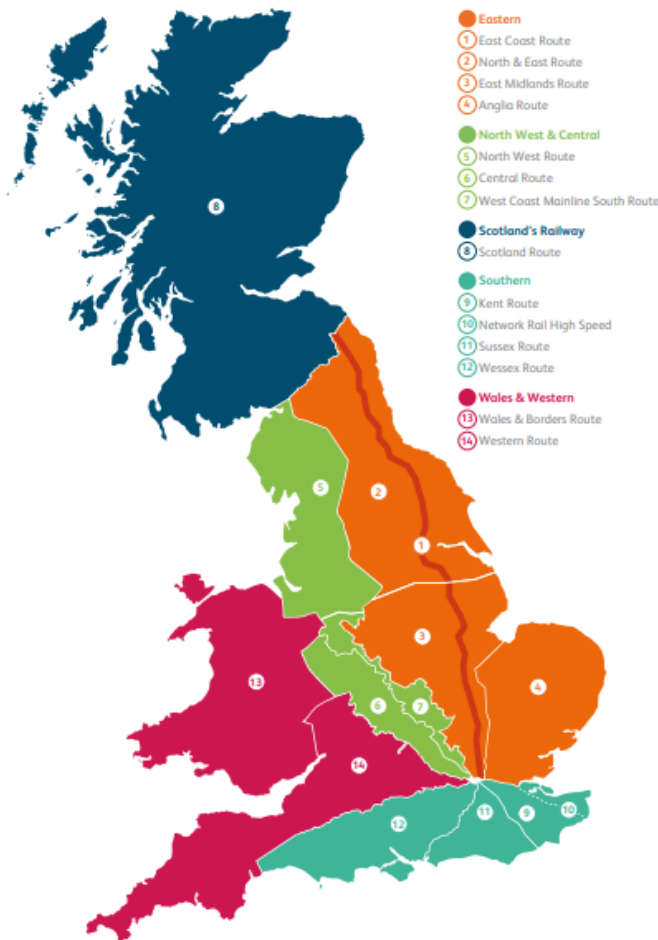 Eastern
1 East Coast Route
2 North & East Route
3 East Midlands Route
4 Anglia Route
North West & Central
5 North West Route
6 Central Route
7 West Coast Mainline South Route
Scotland's Railway
8 Scotland Route
Southern
9 Kent Route
10 Network Rail High Speed
11 Sussex Route
12 Wessex Route
Wales & Western
13 Wales & Borders Route
14 Western Route
8
5
2
1
3
13
4
6
7
14
12
11
9
10